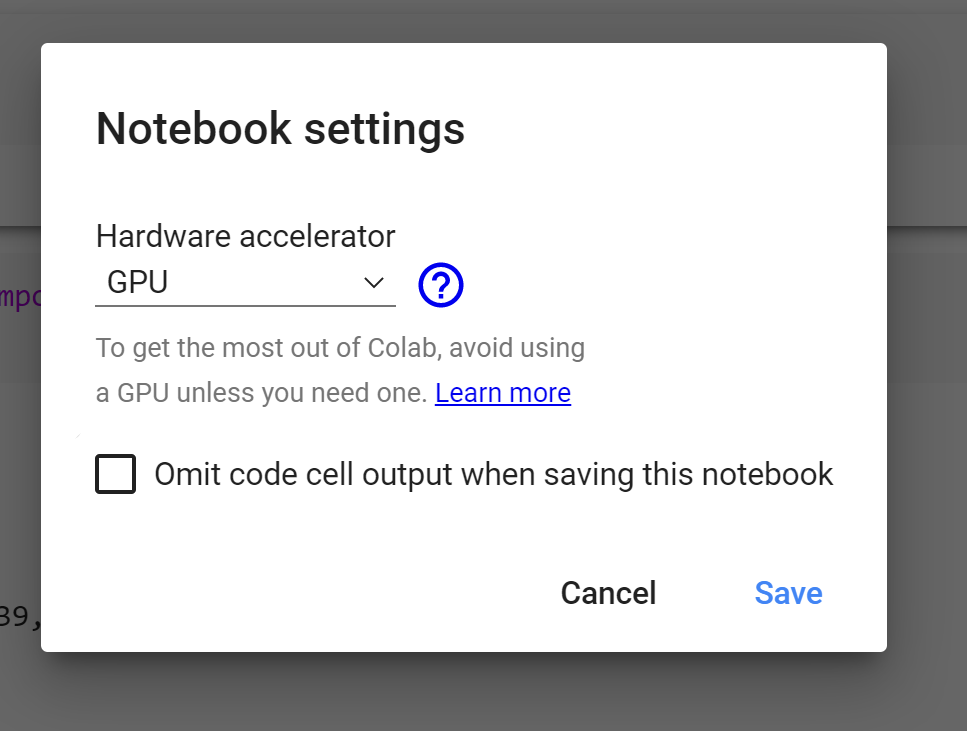 Notebook settings
Hardware accelerator
GPU
?
To get the most out of Colab, avoid using
a GPU unless you need one. Learn more
Omit code cell output when saving this notebook
Cancel Save
39,